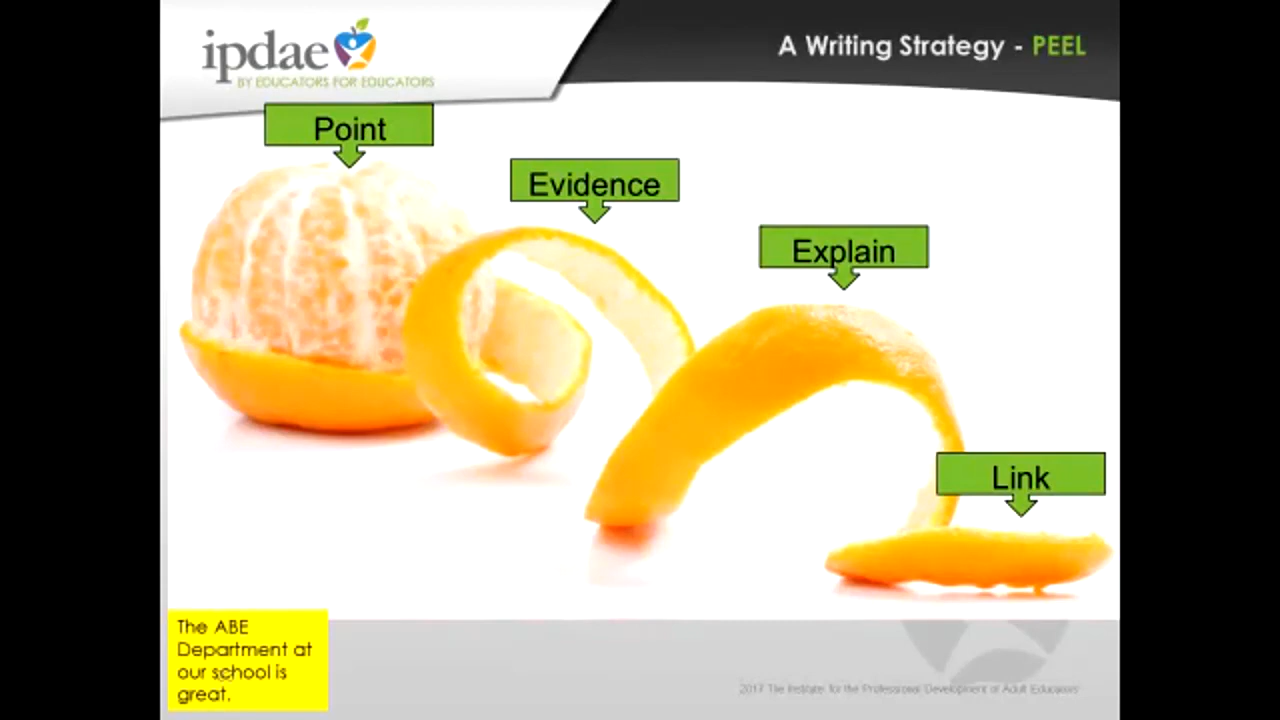 ipdae
BY EDUCATORS FOR EDUCATORS
A Writing Strategy - PEEL
Point
Evidence
Explain
Link
The ABE
Department at
our school is
great.
2017 The Institute for the Professional Development of Adult Educators